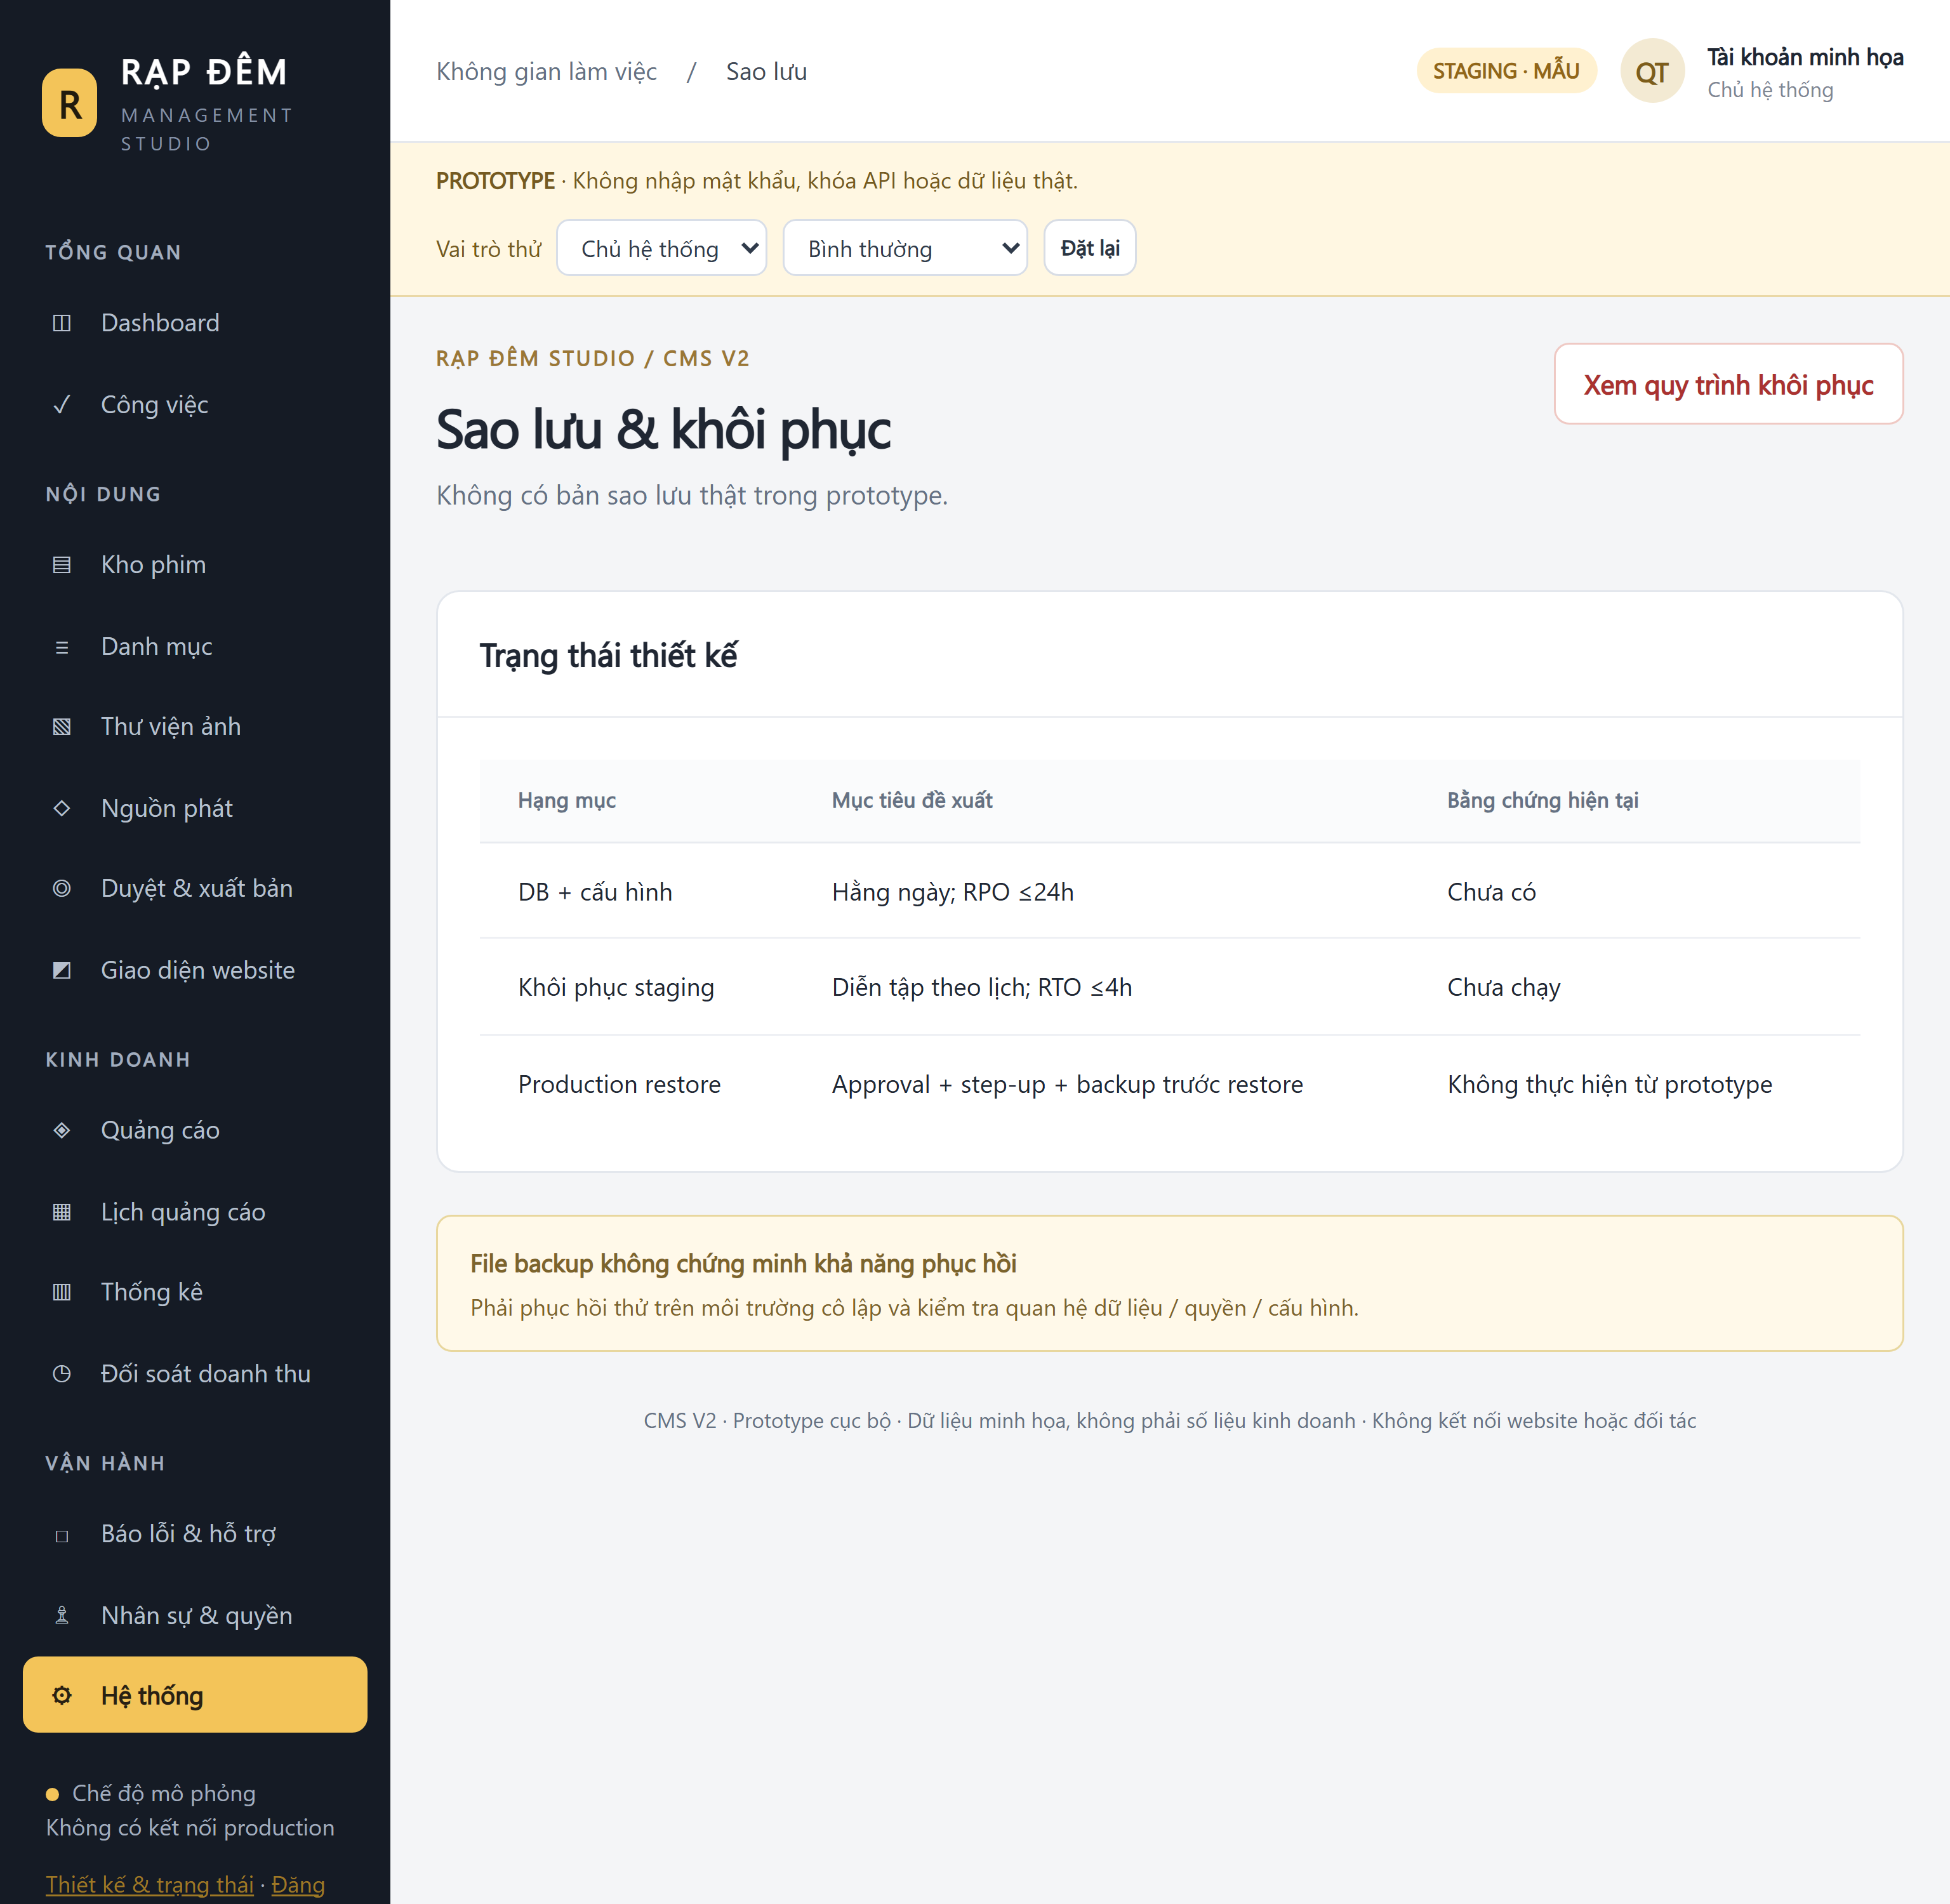 R
RẠP ĐÊM
MANAGEMENT
STUDIO
TỔNG QUAN
Dashboard
Công việc
NỘI DUNG
Kho phim
Danh mục
Thư viện ảnh
Nguồn phát
Duyệt & xuất bản
Giao diện website
KINH DOANH
Quảng cáo
Lịch quảng cáo
Thống kê
Đối soát doanh thu
VẬN HÀNH
Báo lỗi & hỗ trợ
Nhân sự & quyền
Hệ thống
Chế độ mô phỏng
Không có kết nối production
Thiết kế & trạng thái · Đăng
Không gian làm việc / Sao lưu
STAGING · MẪU
QT
Tài khoản minh họa
Chủ hệ thống
PROTOTYPE · Không nhập mật khẩu, khóa API hoặc dữ liệu thật.
Vai trò thử Chủ hệ thống Bình thường Đặt lại
RẠP ĐÊM STUDIO / CMS V2
Sao lưu & khôi phục
Không có bản sao lưu thật trong prototype.
Xem quy trình khôi phục
Trạng thái thiết kế
Hạng mục Mục tiêu đề xuất Bằng chứng hiện tại
DB + cấu hình Hằng ngày; RPO ≤24h Chưa có
Khôi phục staging Diễn tập theo lịch; RTO ≤4h Chưa chạy
Production restore Approval + step-up + backup trước restore Không thực hiện từ prototype
File backup không chứng minh khả năng phục hồi
Phải phục hồi thử trên môi trường cô lập và kiểm tra quan hệ dữ liệu / quyền / cấu hình.
CMS V2 · Prototype cục bộ · Dữ liệu minh họa, không phải số liệu kinh doanh · Không kết nối website hoặc đối tác